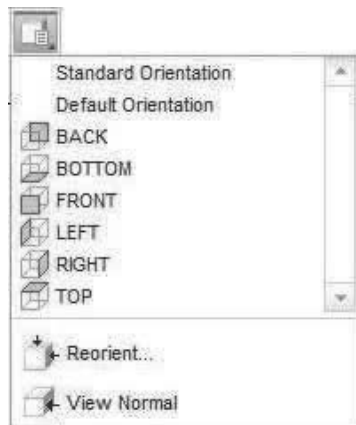 Standard Orientation
Default Orientation
BACK
BOTTOM
FRONT
LEFT
RIGHT
TOP
Reorient...
View Normal